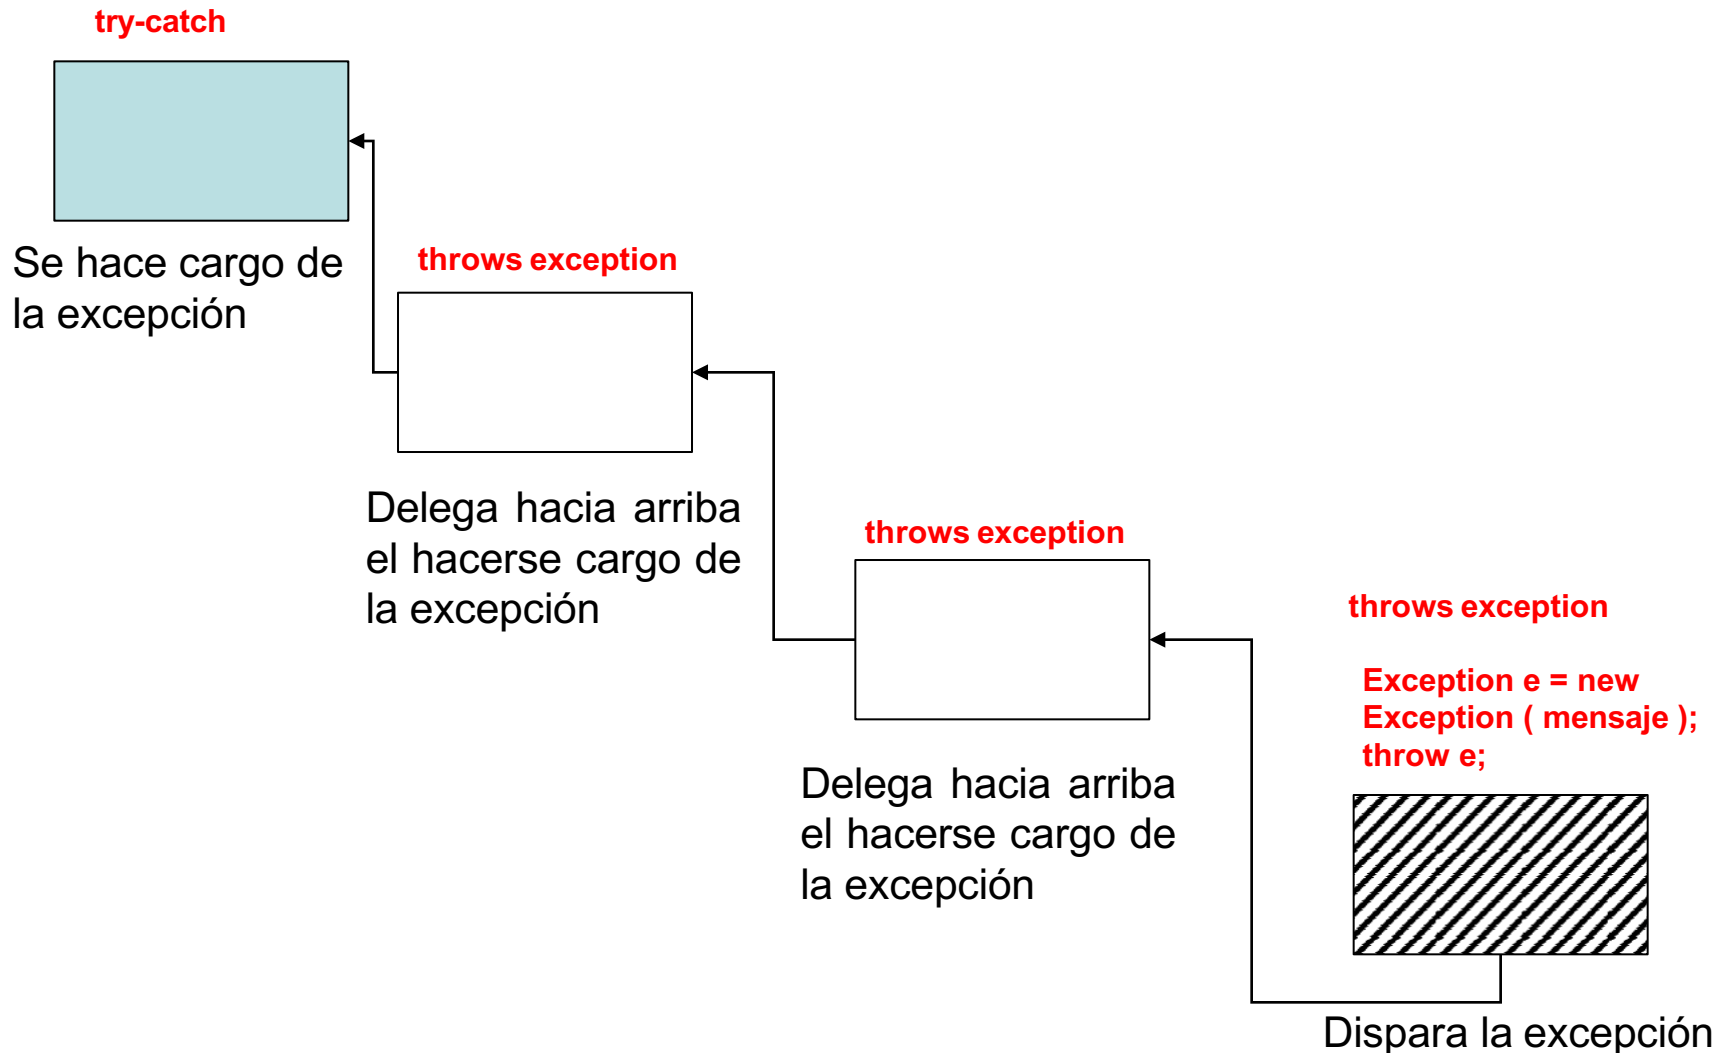 try-catch
Se hace cargo de
la excepción
throws exception
Delega hacia arriba
el hacerse cargo de
la excepción
throws exception
Delega hacia arriba
el hacerse cargo de
la excepción
throws exception
Exception e = new
Exception ( mensaje );
throw e;
Dispara la excepción